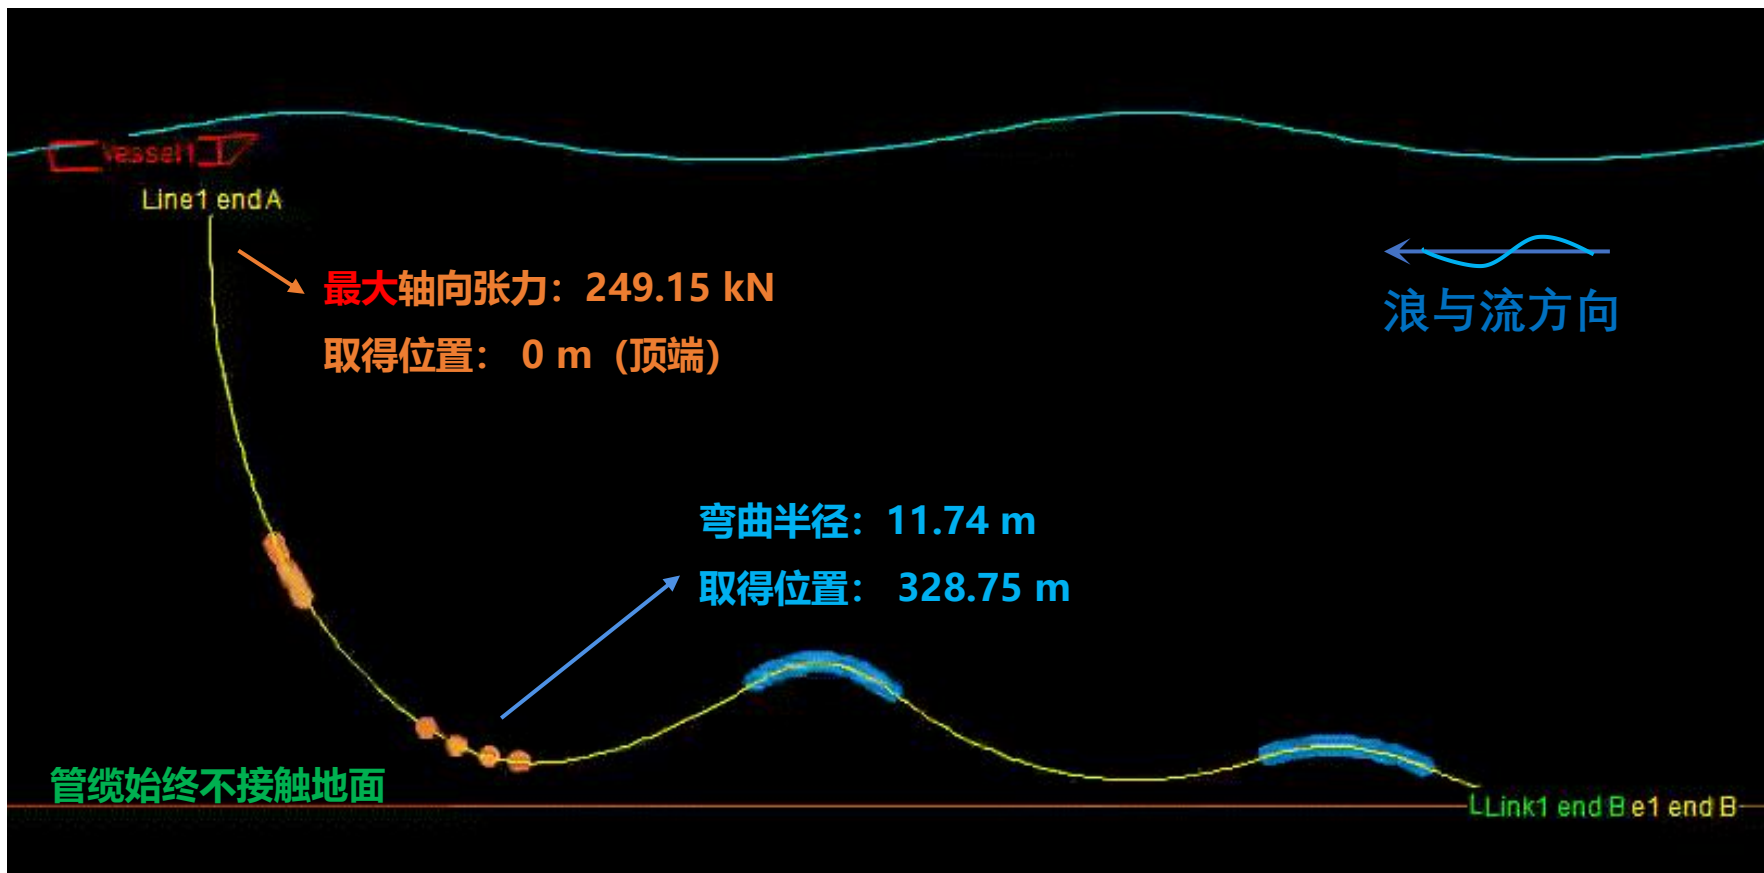 Vessel1
Line1 end A
最大轴向张力：249.15 kN
取得位置： 0 m（顶端）
浪与流方向
弯曲半径：11.74 m
取得位置： 328.75 m
管缆始终不接触地面
LLink1 end B e1 end B